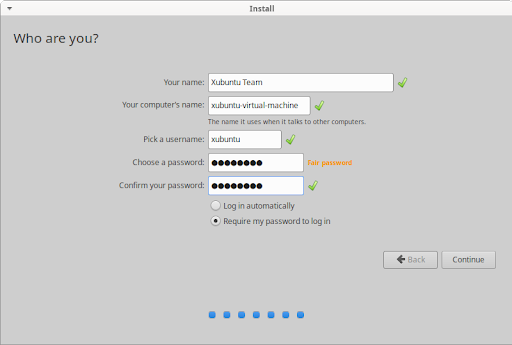 Install
Who are you?
Your name: Xubuntu Team
Your computer's name: xubuntu-virtual-machine
The name it uses when it talks to other computers.
Pick a username: xubuntu
Choose a password: ●●●●●●●● Fair password
Confirm your password: ●●●●●●●●
Log in automatically
Require my password to log in
Back Continue